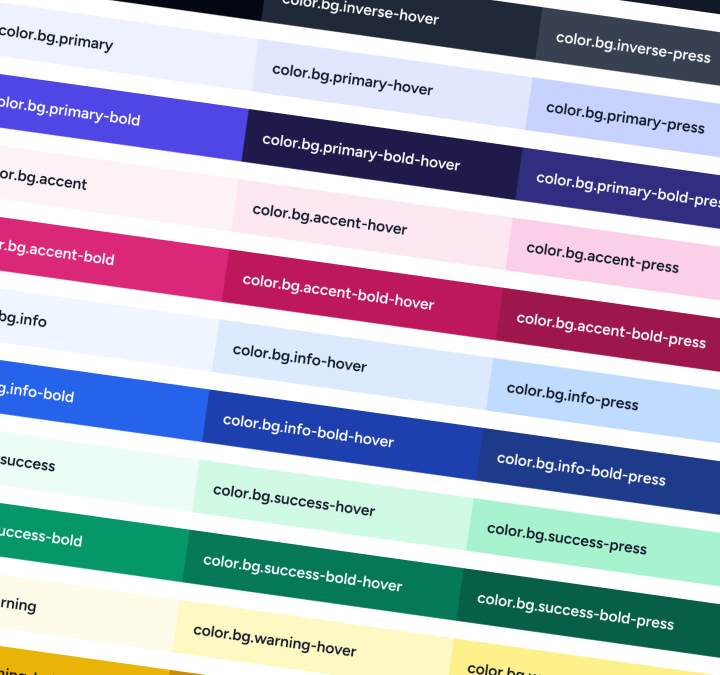 color.bg.inverse-hover
color.bg.inverse-press
color.bg.primary
color.bg.primary-hover
color.bg.primary-press
color.bg.primary-bold
color.bg.primary-bold-hover
color.bg.primary-bold-pres
or.bg.accent
color.bg.accent-hover
color.bg.accent-press
r.bg.accent-bold
color.bg.accent-bold-hover
color.bg.accent-bold-press
bg.info
color.bg.info-hover
color.bg.info-press
g.info-bold
color.bg.info-bold-hover
color.bg.info-bold-press
success
color.bg.success-hover
color.bg.success-press
uccess-bold
color.bg.success-bold-hover
color.bg.success-bold-press
rning
color.bg.warning-hover